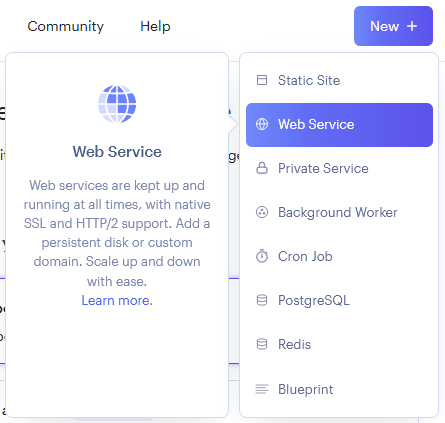 Community
Help
New +
Static Site
Web Service
Private Service
Background Worker
Cron Job
PostgreSQL
Redis
Blueprint
Web Service
Web services are kept up and
running at all times, with native
SSL and HTTP/2 support. Add a
persistent disk or custom
domain. Scale up and down
with ease.
Learn more.